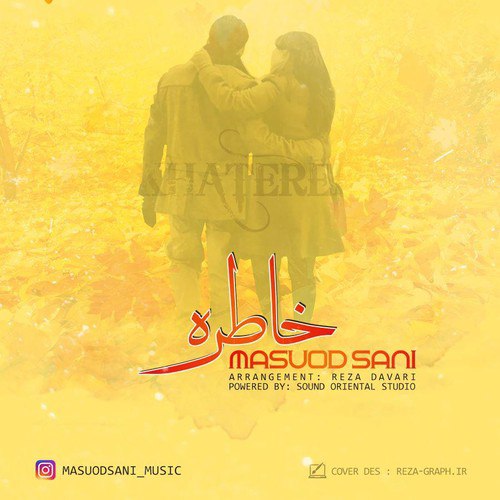 KHATERE
خاطره
MASUOD SANI
ARRANGEMENT: REZA DAVARI
POWERED BY: SOUND ORIENTAL STUDIO
MASUODSANI_MUSIC
COVER DES : REZA-GRAPH.IR